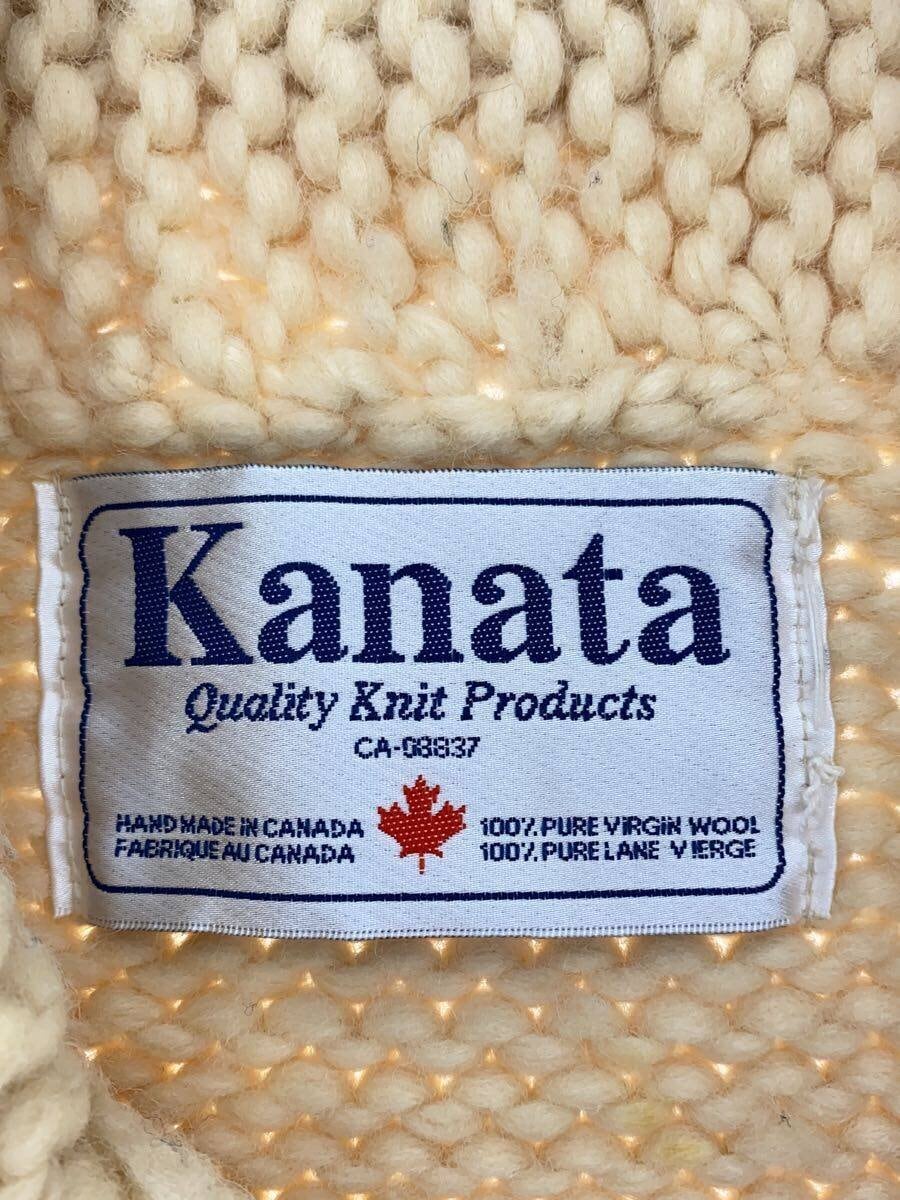 Kanata
Quality Knit Products
CA-08837
HAND MADE IN CANADA
FABRIQUE AU CANADA
100% PURE VIRGIN WOOL
100% PURE LANE VIERGE